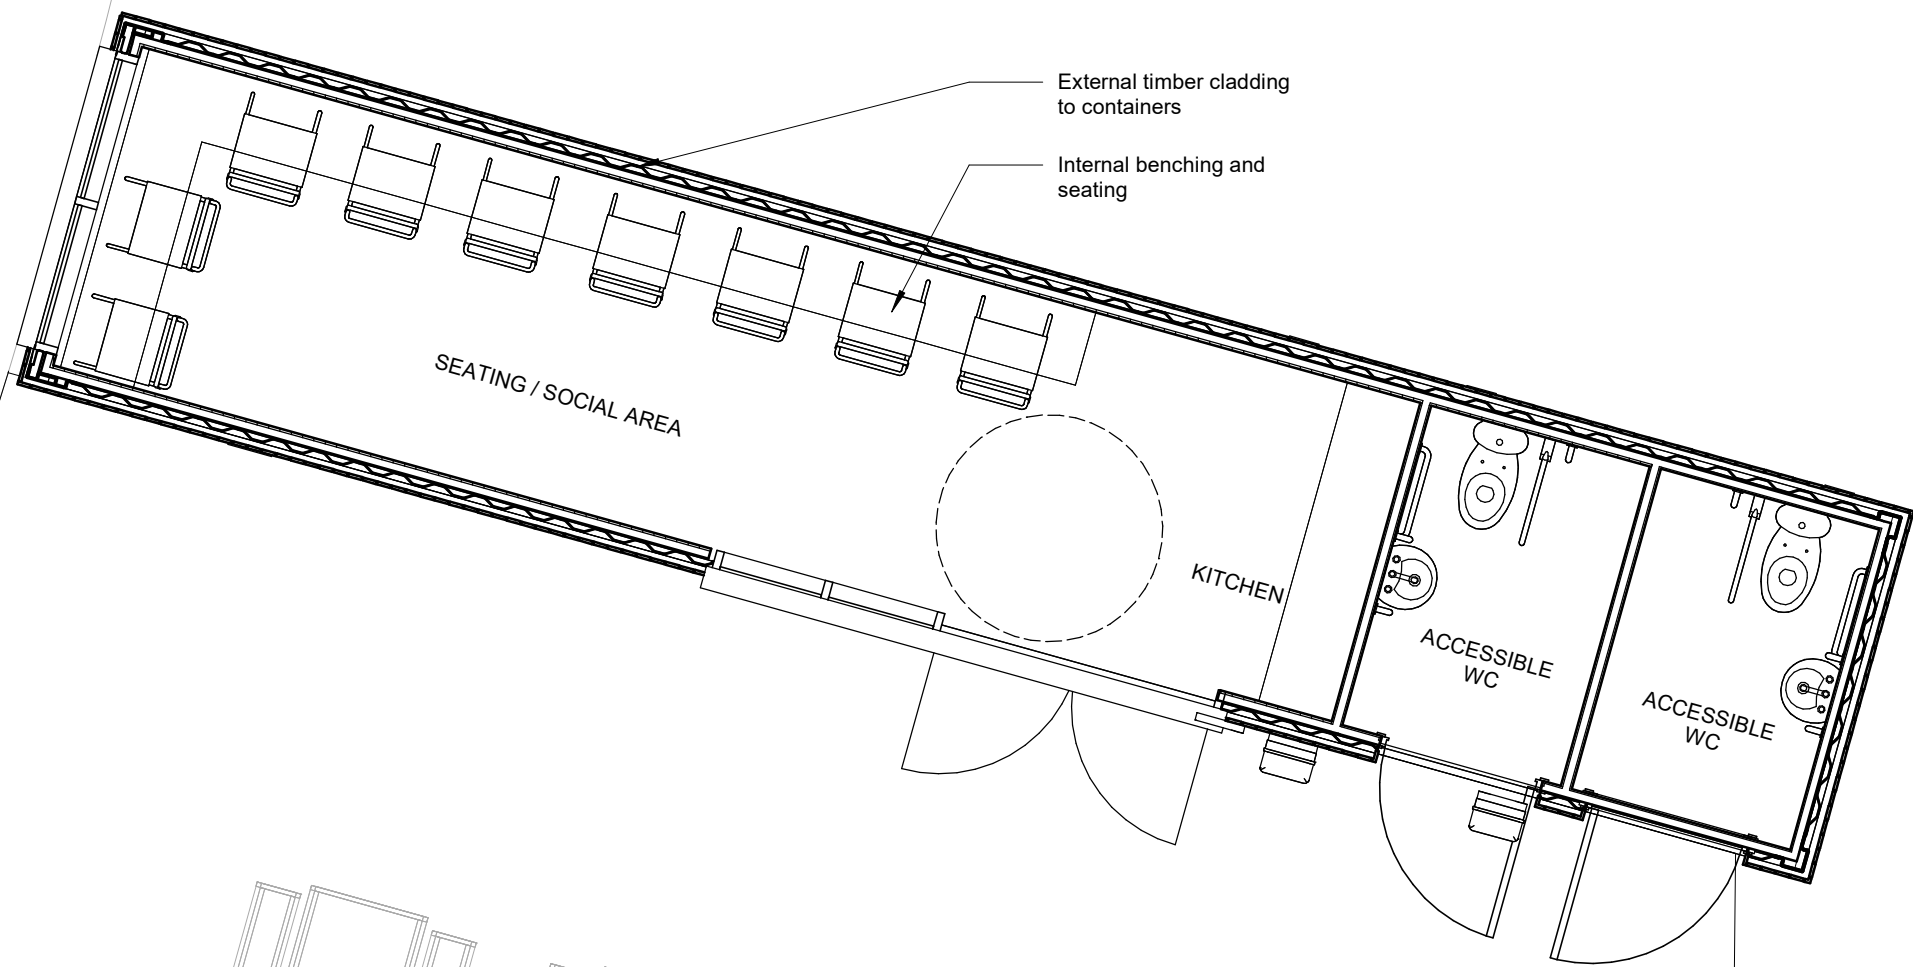 External timber cladding
to containers
Internal benching and
seating
SEATING / SOCIAL AREA
KITCHEN
ACCESSIBLE
WC
ACCESSIBLE
WC